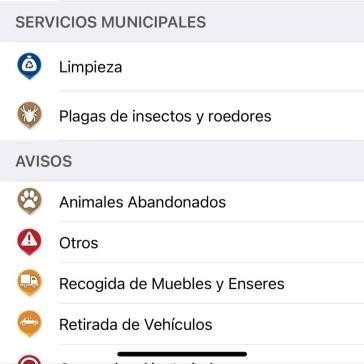 SERVICIOS MUNICIPALES
Limpieza
Plagas de insectos y roedores
AVISOS
Animales Abandonados
Otros
Recogida de Muebles y Enseres
Retirada de Vehículos